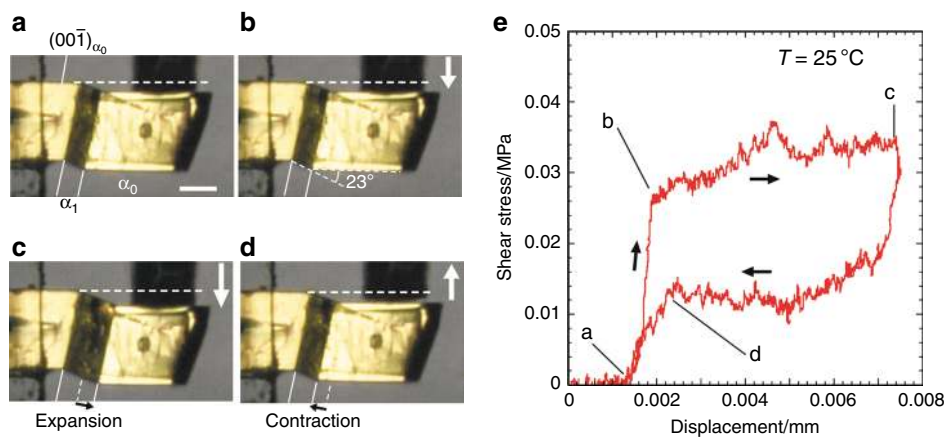 a
b
(001̄)α₀
α₁
α₀
23°
c
d
Expansion
Contraction
e
T = 25 °C
0.05
0.04
0.03
0.02
0.01
0
Shear stress/MPa
a
b
c
d
0
0.002
0.004
0.006
0.008
Displacement/mm